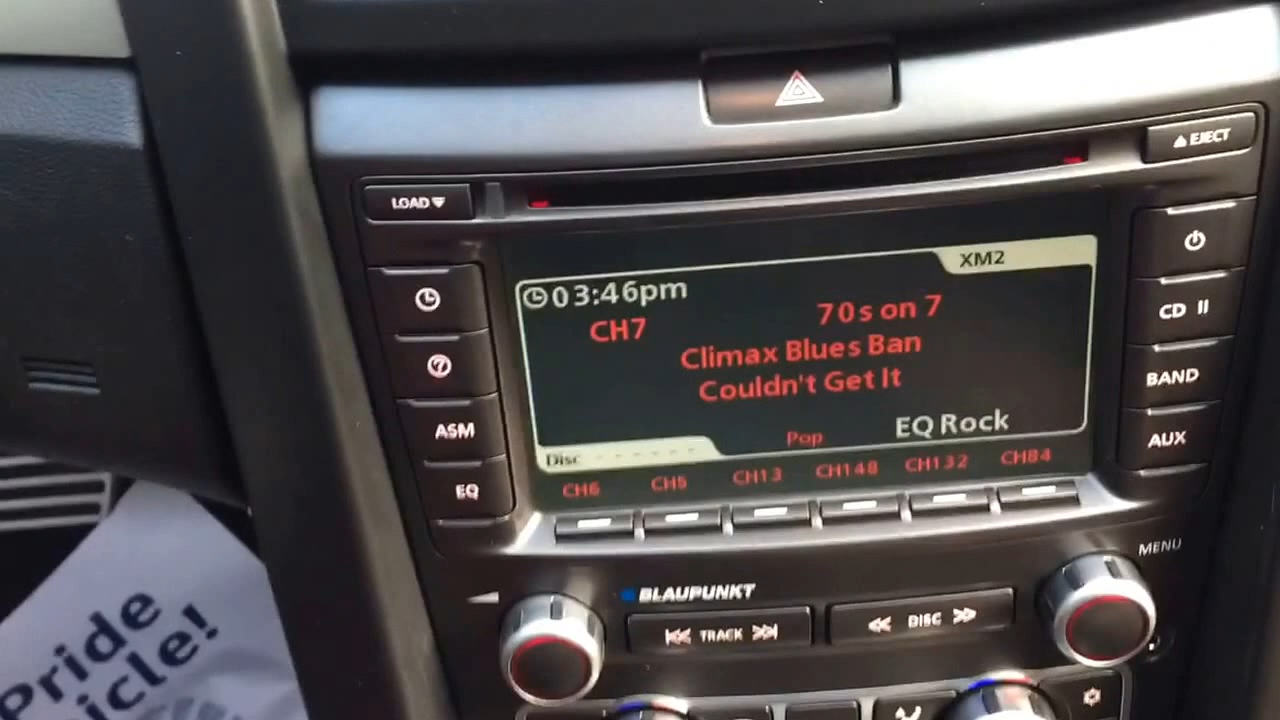 EJECT
LOAD
XM2
03:46pm
CH7
70s on 7
Climax Blues Ban
Couldn't Get It
EQ Rock
Pop
Disc
CH6 CH5 CH13 CH148 CH132 CH84
ASM
EQ
CD II
BAND
AUX
MENU
BLAUPUNKT
TRACK
DISC
Pride
icle!